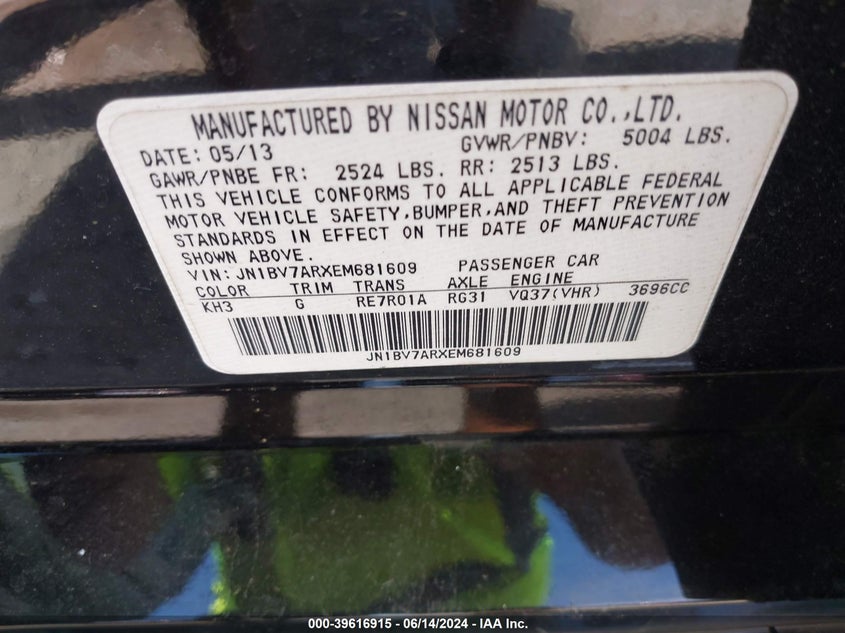 MANUFACTURED BY NISSAN MOTOR CO.,LTD.
DATE: 05/13 GVWR/PNBV: 5004 LBS.
GAWR/PNBE FR: 2524 LBS. RR: 2513 LBS.
THIS VEHICLE CONFORMS TO ALL APPLICABLE FEDERAL
MOTOR VEHICLE SAFETY,BUMPER,AND THEFT PREVENTION
STANDARDS IN EFFECT ON THE DATE OF MANUFACTURE
SHOWN ABOVE.
VIN: JN1BV7ARXEM681609 PASSENGER CAR
COLOR TRIM TRANS AXLE ENGINE
KH3 G RE7R01A RG31 VQ37(VHR) 3696CC
JN1BV7ARXEM681609
000-39616915 - 06/14/2024 - IAA Inc.